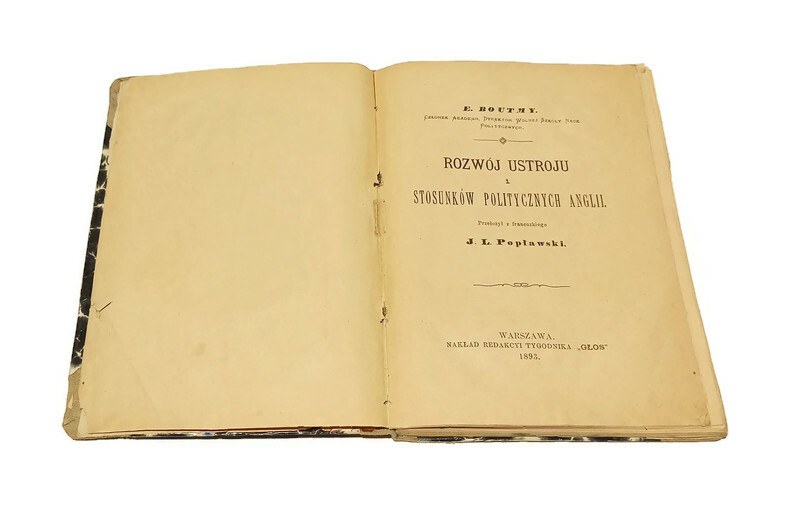 E. BOUTMY.
Członek Akademii, Dyrektor Wolnej Szkoły Nauk
Politycznych.
ROZWÓJ USTROJU
i
STOSUNKÓW POLITYCZNYCH ANGLII.
Przełożył z francuskiego
J. L. Popławski.
WARSZAWA.
NAKŁAD REDAKCYI TYGODNIKA „GŁOS"
1893.